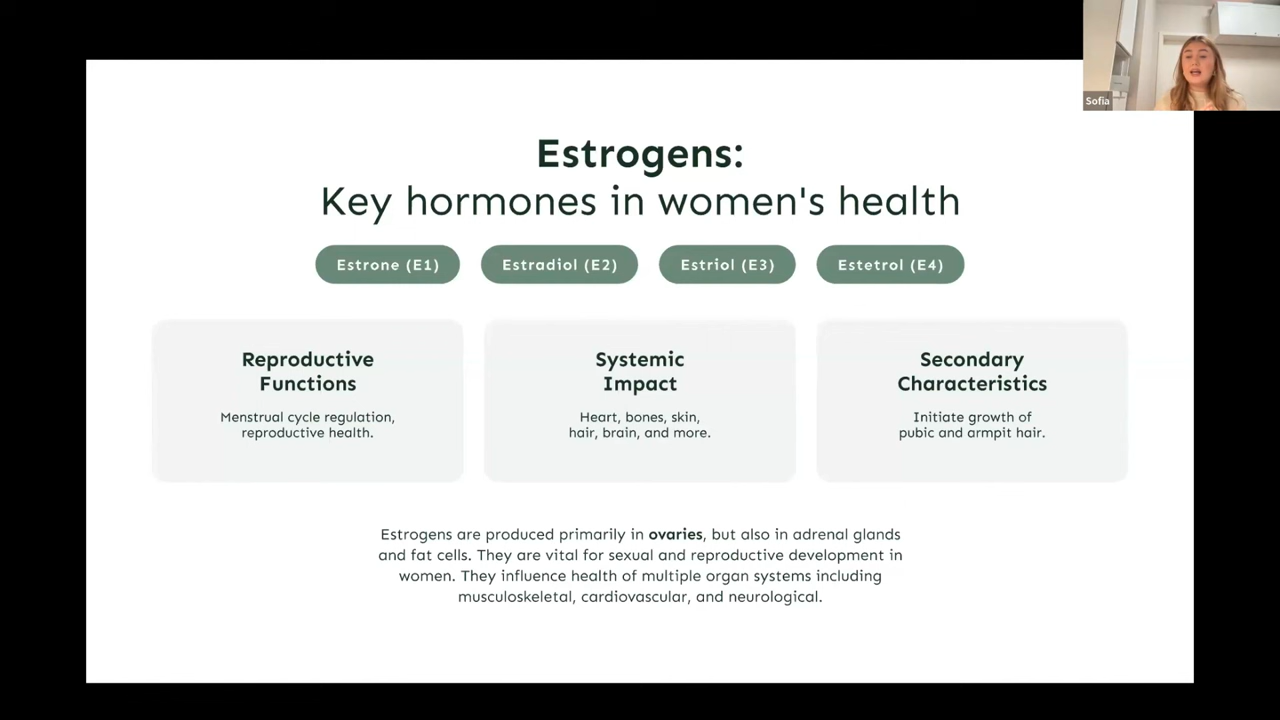 Sofia
Estrogens:
Key hormones in women's health
Estrone (E1)
Estradiol (E2)
Estriol (E3)
Estetrol (E4)
Reproductive
Functions
Menstrual cycle regulation,
reproductive health.
Systemic
Impact
Heart, bones, skin,
hair, brain, and more.
Secondary
Characteristics
Initiate growth of
pubic and armpit hair.
Estrogens are produced primarily in ovaries, but also in adrenal glands
and fat cells. They are vital for sexual and reproductive development in
women. They influence health of multiple organ systems including
musculoskeletal, cardiovascular, and neurological.